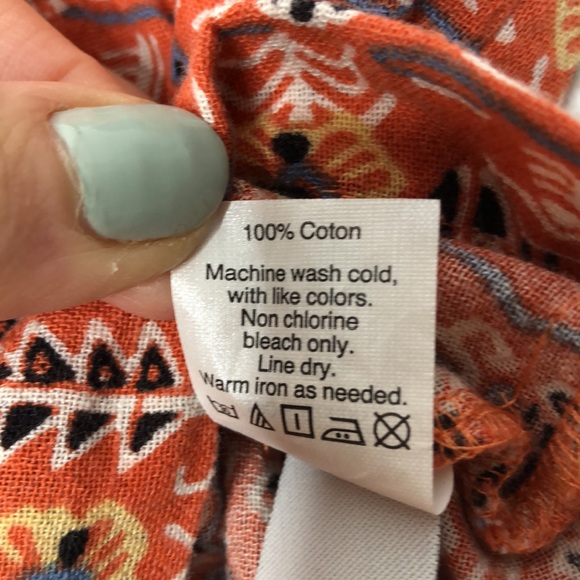 100% Coton
Machine wash cold,
with like colors.
Non chlorine
bleach only.
Line dry.
Warm iron as needed.